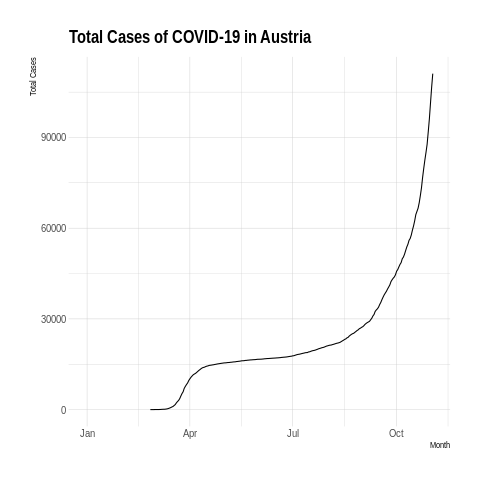 Total Cases of COVID-19 in Austria
Total Cases
90000
60000
30000
0
Jan Apr Jul Oct
Month